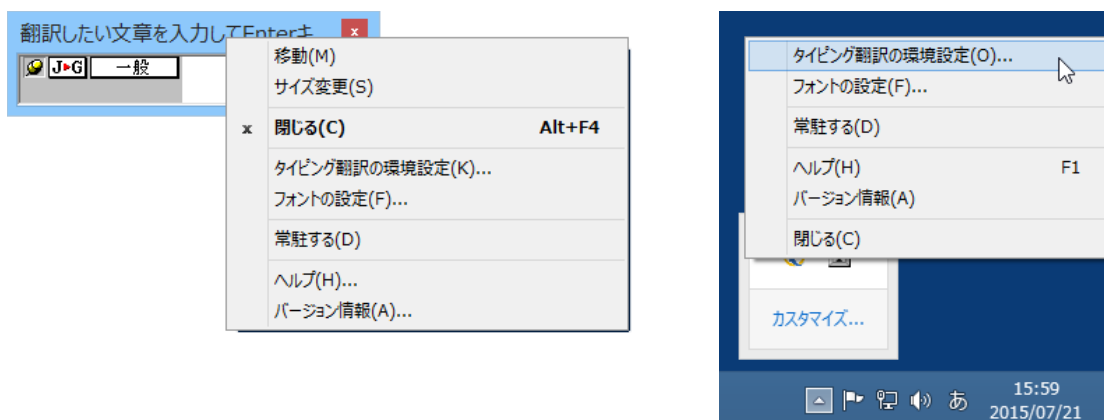 翻訳したい文章を入力してEnterキ
x
J▶G 一般
移動(M)
サイズ変更(S)
x 閉じる(C) Alt+F4
タイピング翻訳の環境設定(K)...
フォントの設定(F)...
常駐する(D)
ヘルプ(H)...
バージョン情報(A)...
タイピング翻訳の環境設定(O)...
フォントの設定(F)...
常駐する(D)
ヘルプ(H) F1
バージョン情報(A)
閉じる(C)
カスタマイズ...
あ
15:59
2015/07/21